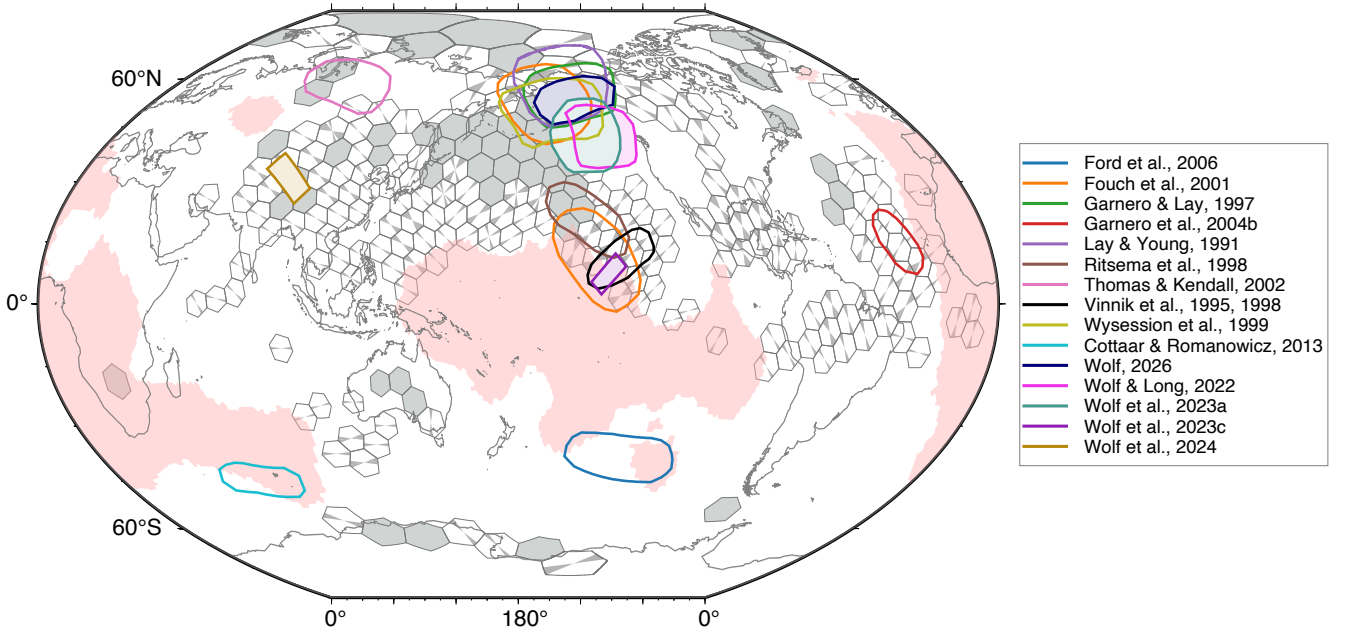 60°N
0°
60°S
0°
180°
0°
Ford et al., 2006
Fouch et al., 2001
Garnero & Lay, 1997
Garnero et al., 2004b
Lay & Young, 1991
Ritsema et al., 1998
Thomas & Kendall, 2002
Vinnik et al., 1995, 1998
Wysession et al., 1999
Cottaar & Romanowicz, 2013
Wolf, 2026
Wolf & Long, 2022
Wolf et al., 2023a
Wolf et al., 2023c
Wolf et al., 2024